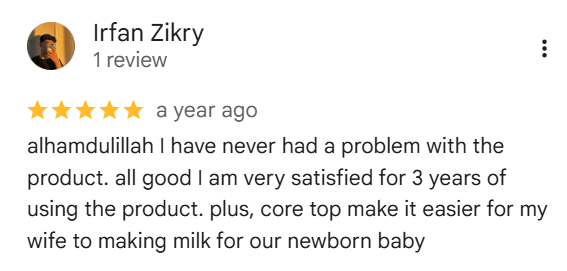 Irfan Zikry
1 review
a year ago
alhamdulillah I have never had a problem with the
product. all good I am very satisfied for 3 years of
using the product. plus, core top make it easier for my
wife to making milk for our newborn baby